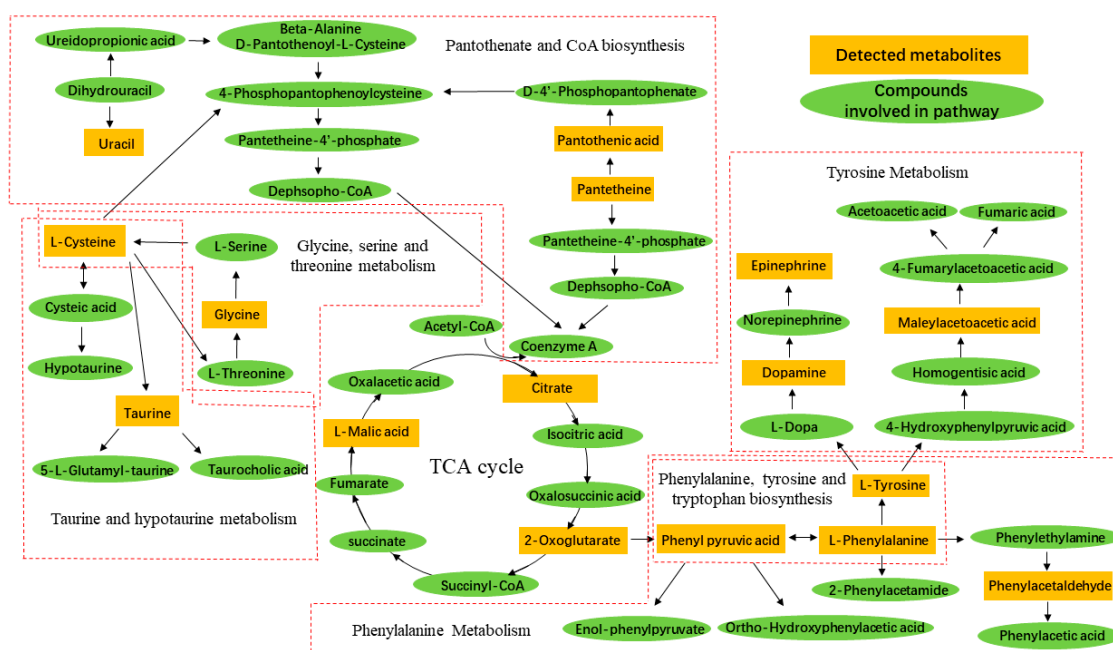 Beta-Alanine
D-Pantothenoyl-L-Cysteine
Ureidopropionic acid
Pantothenate and CoA biosynthesis
Detected metabolites
Dihydrouracil
4-Phosphopantophenoylcysteine
D-4'-Phosphopantophenate
Compounds
involved in pathway
Uracil
Pantetheine-4'-phosphate
Pantothenic acid
Dephsopho-CoA
Pantetheine
Tyrosine Metabolism
Acetoacetic acid
Fumaric acid
L-Cysteine
L-Serine
Glycine, serine and
threonine metabolism
Pantetheine-4'-phosphate
Epinephrine
4-Fumarylacetoacetic acid
Cysteic acid
Glycine
Dephsopho-CoA
Norepinephrine
Maleylacetoacetic acid
Acetyl-CoA
Coenzyme A
Hypotaurine
L-Threonine
Oxalacetic acid
Citrate
Dopamine
Homogentisic acid
Taurine
L-Malic acid
Isocitric acid
L-Dopa
4-Hydroxyphenylpyruvic acid
5-L-Glutamyl-taurine
Taurocholic acid
TCA cycle
Fumarate
Oxalosuccinic acid
Phenylalanine, tyrosine and
tryptophan biosynthesis
L-Tyrosine
Taurine and hypotaurine metabolism
succinate
2-Oxoglutarate
Phenyl pyruvic acid
L-Phenylalanine
Phenylethylamine
Succinyl-CoA
2-Phenylacetamide
Phenylacetaldehyde
Phenylalanine Metabolism
Enol-phenylpyruvate
Ortho-Hydroxyphenylacetic acid
Phenylacetic acid